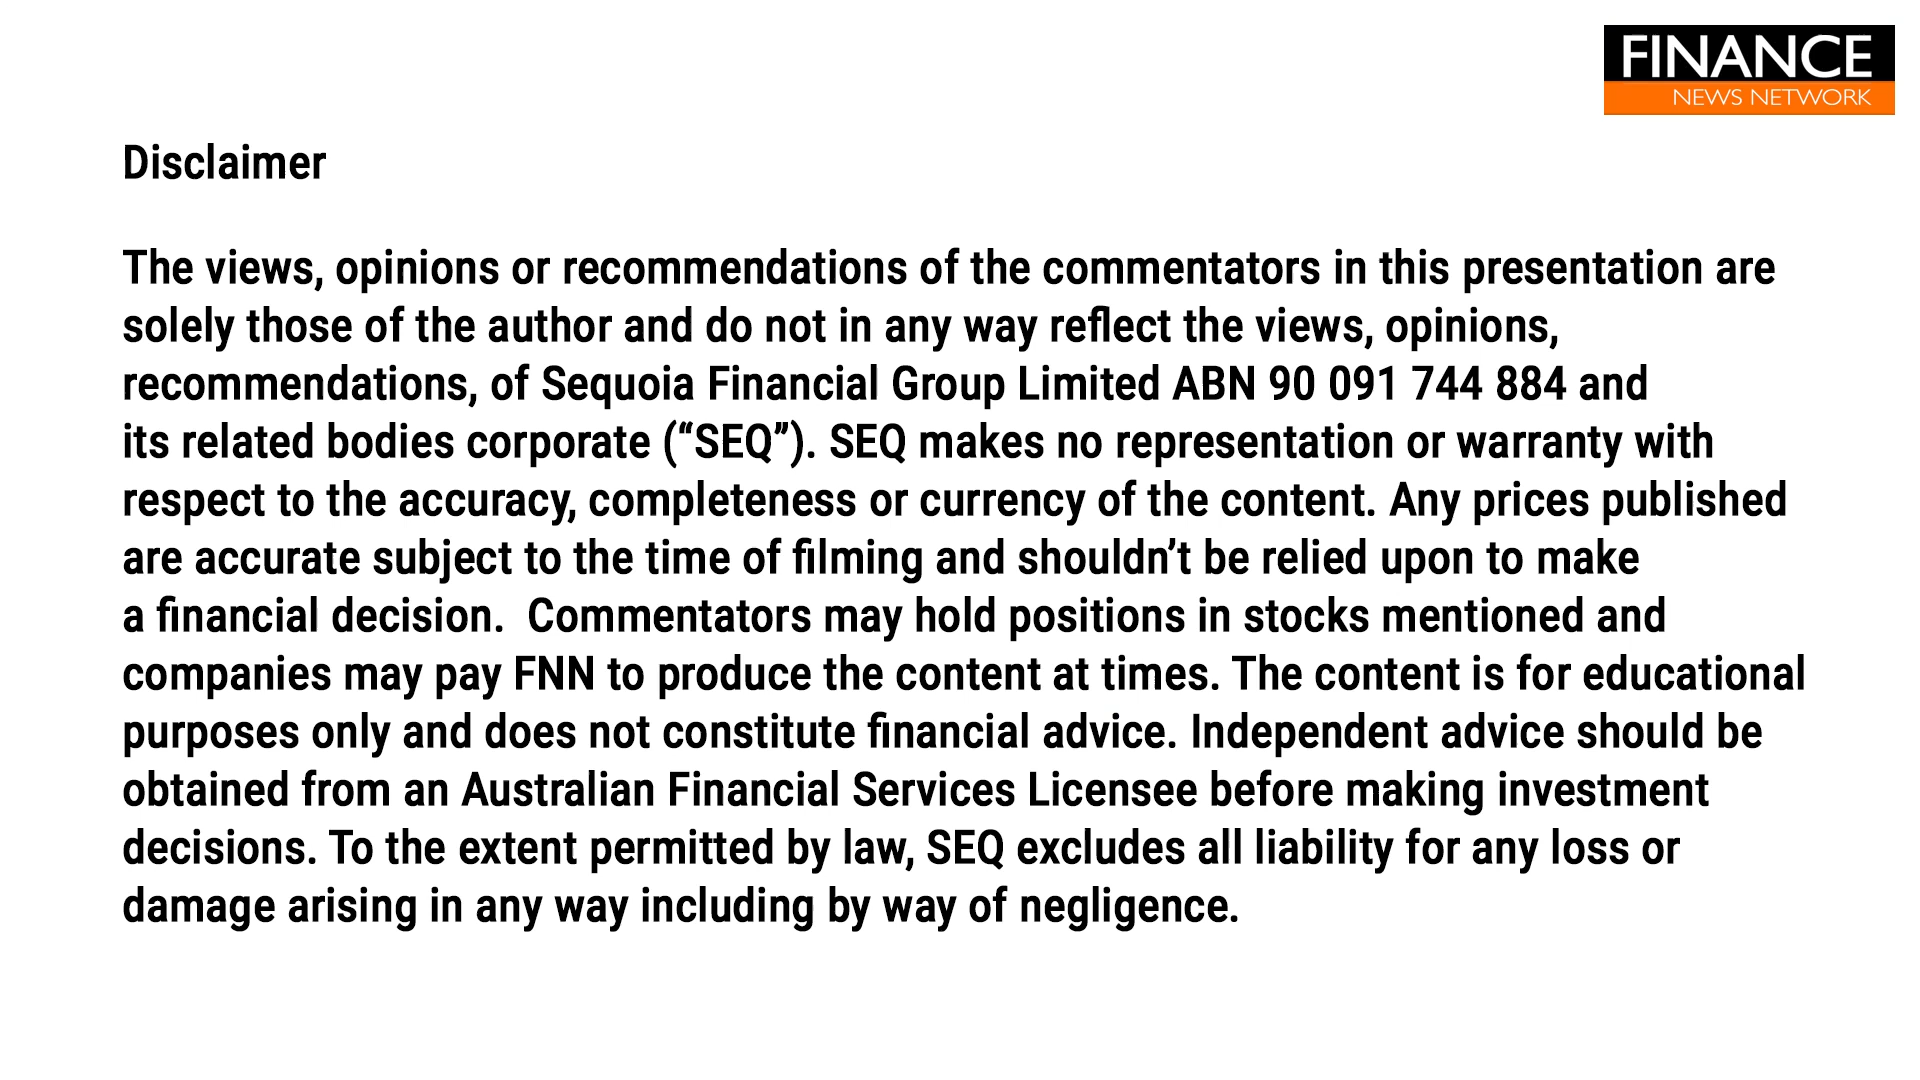 FINANCE
NEWS NETWORK
Disclaimer
The views, opinions or recommendations of the commentators in this presentation are
solely those of the author and do not in any way reflect the views, opinions,
recommendations, of Sequoia Financial Group Limited ABN 90 091 744 884 and
its related bodies corporate (“SEQ”). SEQ makes no representation or warranty with
respect to the accuracy, completeness or currency of the content. Any prices published
are accurate subject to the time of filming and shouldn’t be relied upon to make
a financial decision.  Commentators may hold positions in stocks mentioned and
companies may pay FNN to produce the content at times. The content is for educational
purposes only and does not constitute financial advice. Independent advice should be
obtained from an Australian Financial Services Licensee before making investment
decisions. To the extent permitted by law, SEQ excludes all liability for any loss or
damage arising in any way including by way of negligence.